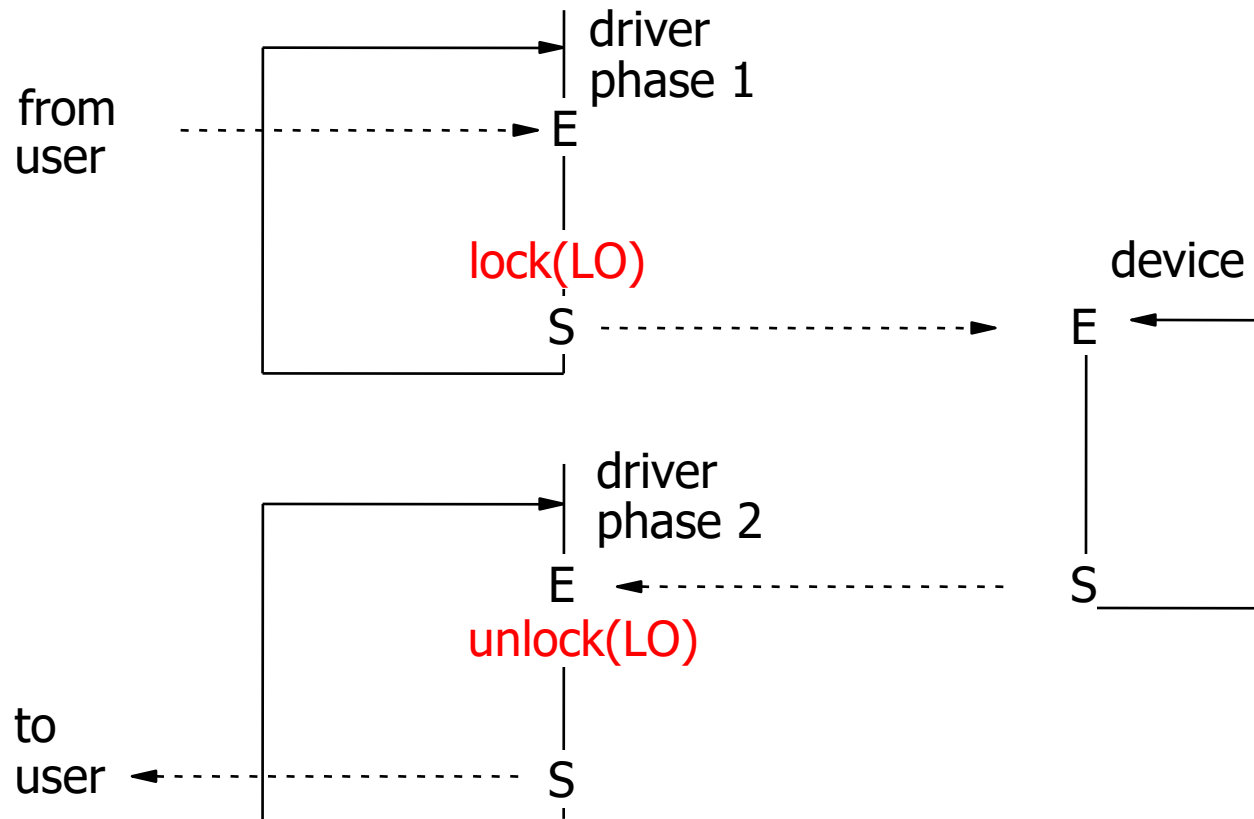 driver
phase 1
from
user
E
lock(LO)
device
S
E
driver
phase 2
E
S
unlock(LO)
to
user
S